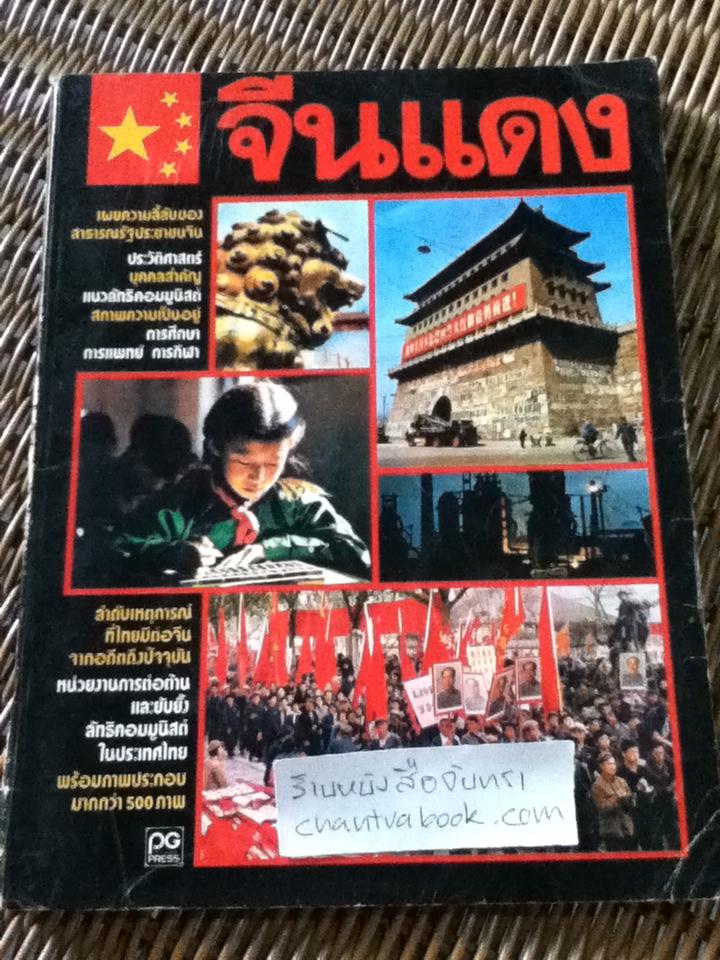 จีนแดง
เผยความลี้ลับของ
สาธารณรัฐประชาชนจีน
ประวัติศาสตร์
บุคคลสำคัญ
แนวลัทธิคอมมูนิสต์
สภาพความเป็นอยู่
การศึกษา
การแพทย์ การกีฬา
ลำดับเหตุการณ์
ที่ไทยมีต่อจีน
จากอดีตถึงปัจจุบัน
หน่วยงานการต่อต้าน
และยับยั้ง
ลัทธิคอมมูนิสต์
ในประเทศไทย
พร้อมภาพประกอบ
มากกว่า 500 ภาพ
PG
PRESS
ร้านหนังสือจันทรา
chantrabook.com